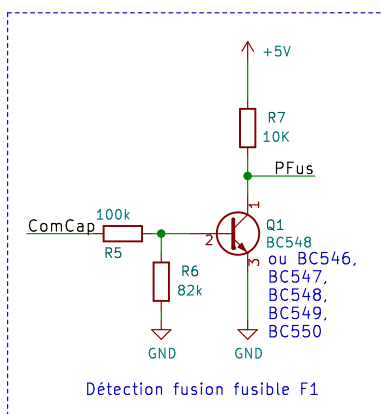 +5V
R7
10K
PFus
1
ComCap
100k
R5
2
Q1
BC548
3
ou BC546,
BC547,
BC548,
BC549,
BC550
R6
82k
GND
GND
Détection fusion fusible F1